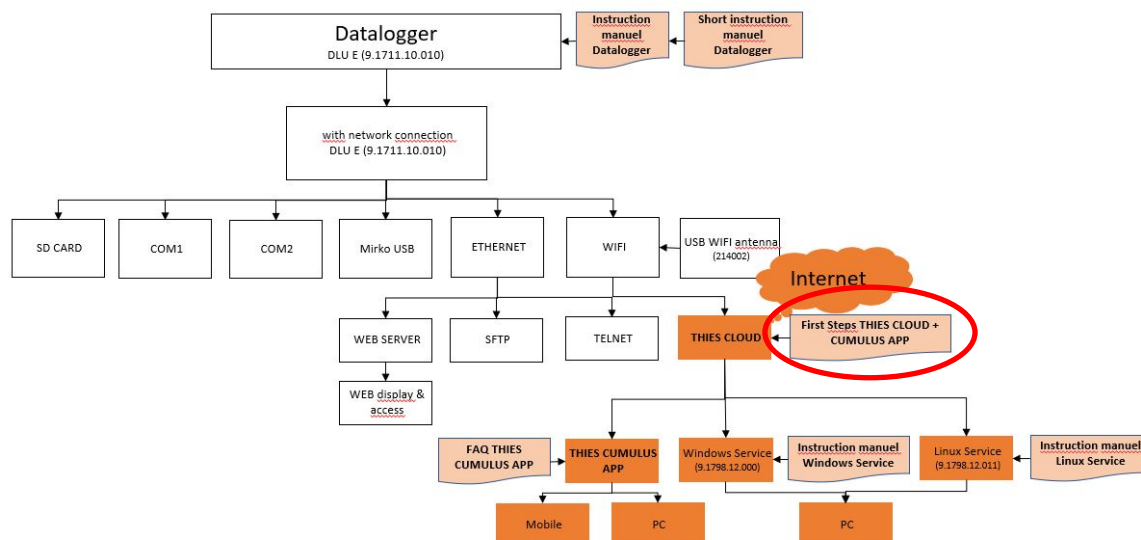 Datalogger
DLU E (9.1711.10.010)
Instruction
manuel
Datalogger
Short instruction
manuel
Datalogger
with network connection
DLU E (9.1711.10.010)
SD CARD
COM1
COM2
Mirko USB
ETHERNET
WIFI
USB WIFI antenna
(214002)
Internet
WEB SERVER
SFTP
TELNET
THIES CLOUD
First Steps THIES CLOUD +
CUMULUS APP
WEB display &
access
FAQ THIES
CUMULUS APP
THIES CUMULUS
APP
Windows Service
(9.1798.12.000)
Instruction manuel
Windows Service
Linux Service
(9.1798.12.011)
Instruction manuel
Linux Service
Mobile
PC
PC